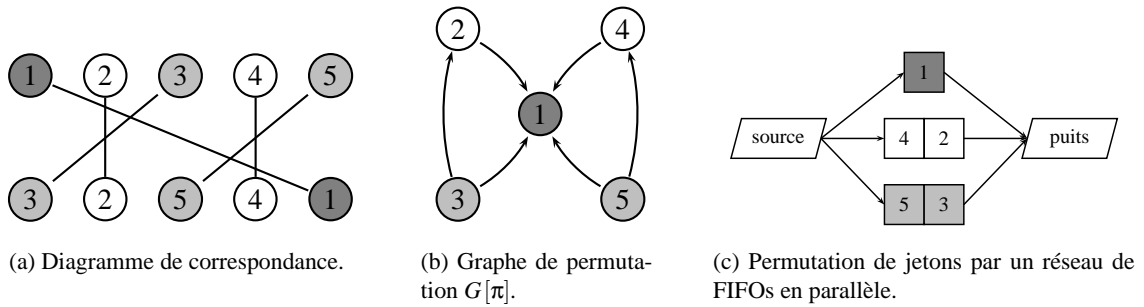 1 2 3 4 5
3 2 5 4 1
(a) Diagramme de correspondance.
2 4
1
3 5
(b) Graphe de permuta-
tion G[π].
1
source 4 2 puits
5 3
(c) Permutation de jetons par un réseau de
FIFOs en parallèle.